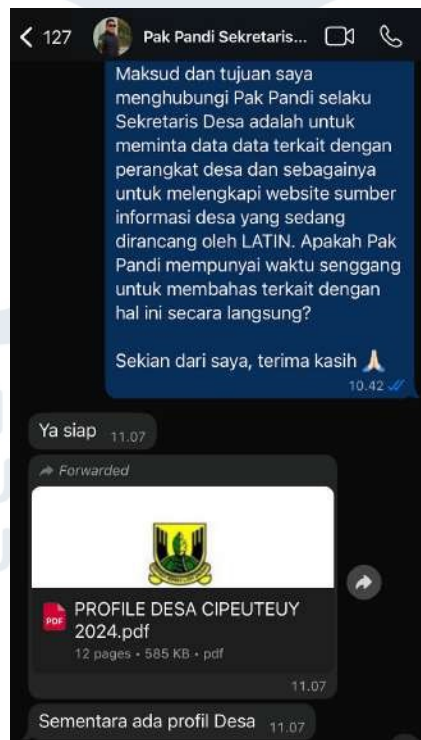 127 Pak Pandi Sekretaris...
Maksud dan tujuan saya
menghubungi Pak Pandi selaku
Sekretaris Desa adalah untuk
meminta data data terkait dengan
perangkat desa dan sebagainya
untuk melengkapi website sumber
informasi desa yang sedang
dirancang oleh LATIN. Apakah Pak
Pandi mempunyai waktu senggang
untuk membahas terkait dengan
hal ini secara langsung?
Sekian dari saya, terima kasih 🙏🏻
10.42
Ya siap 11.07
Forwarded
PDF PROFILE DESA CIPEUTEUY
2024.pdf
12 pages • 585 KB • pdf
11.07
Sementara ada profil Desa 11.07